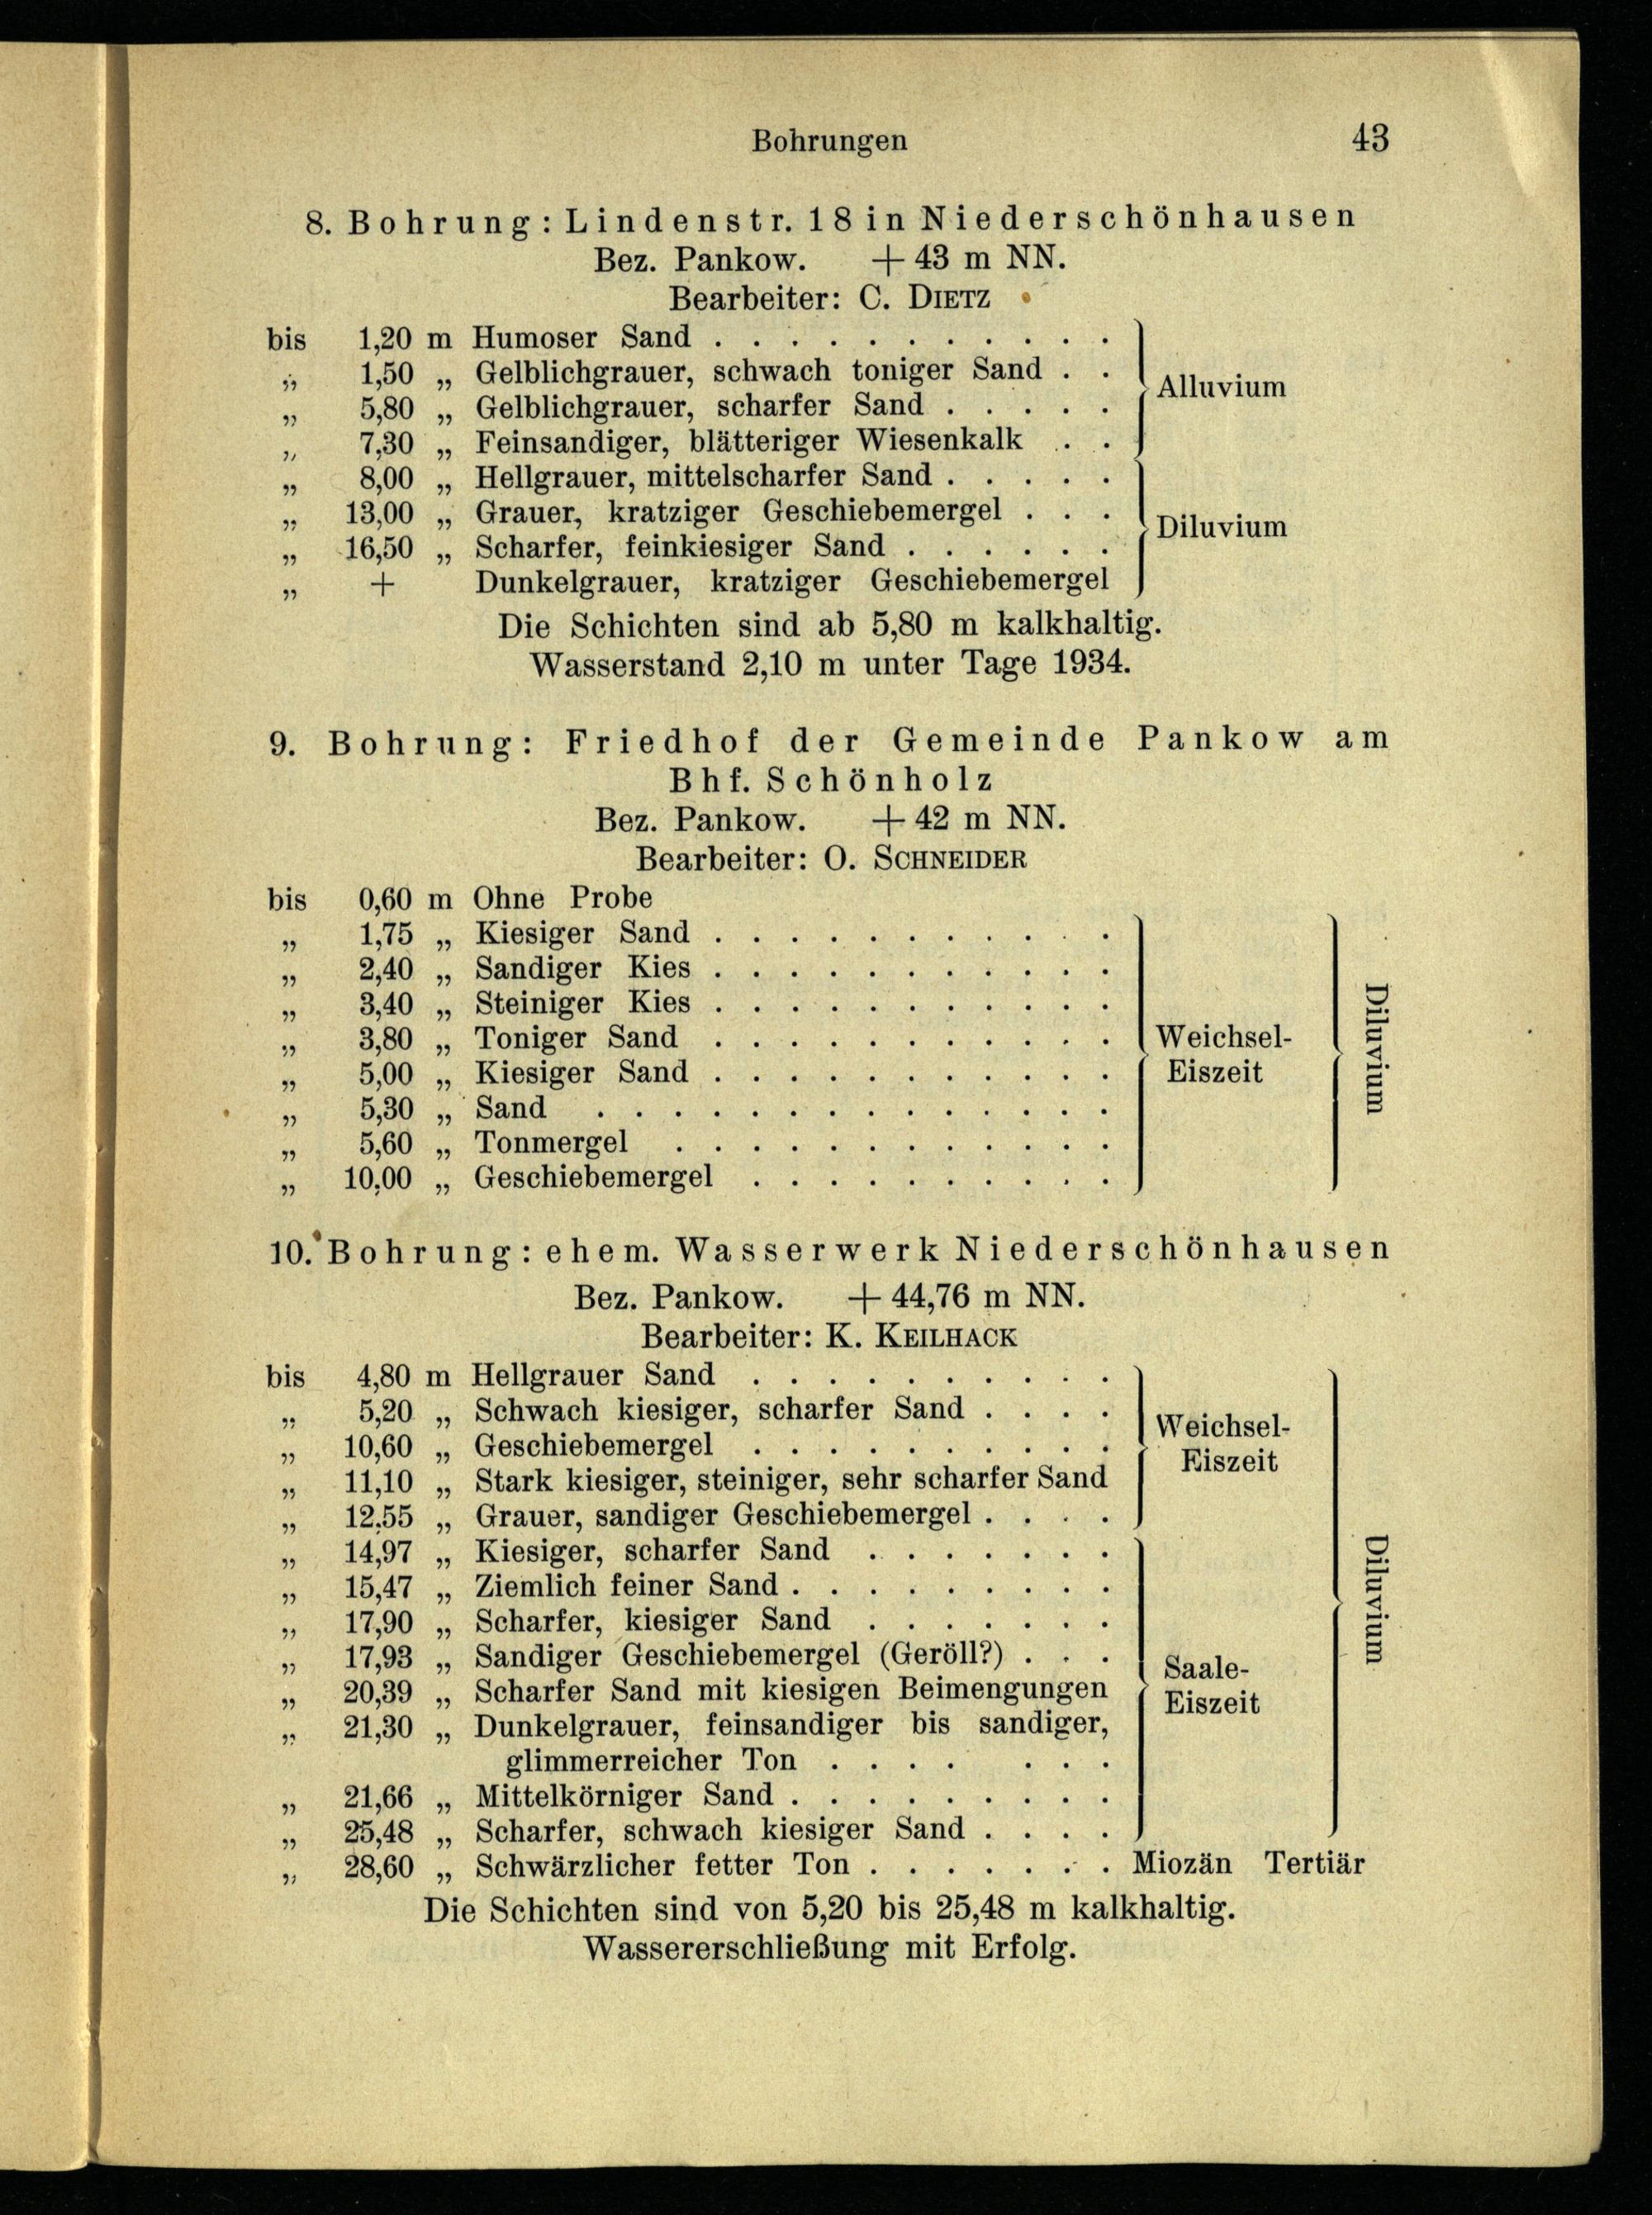 Bohrungen 43
8. Bohrung: Lindenstr. 18 in Niederschönhausen
Bez. Pankow. + 43 m NN.
Bearbeiter: C. DIETZ
bis 1,20 m Humoser Sand . . . . . . . . . . .
„ 1,50 „ Gelblichgrauer, schwach toniger Sand . .
„ 5,80 „ Gelblichgrauer, scharfer Sand . . . . . Alluvium
„ 7,30 „ Feinsandiger, blätteriger Wiesenkalk . .
„ 8,00 „ Hellgrauer, mittelscharfer Sand . . . . .
„ 13,00 „ Grauer, kratziger Geschiebemergel . . . Diluvium
„ 16,50 „ Scharfer, feinkiesiger Sand . . . . . .
„ + Dunkelgrauer, kratziger Geschiebemergel
Die Schichten sind ab 5,80 m kalkhaltig.
Wasserstand 2,10 m unter Tage 1934.
9. Bohrung: Friedhof der Gemeinde Pankow am
Bhf. Schönholz
Bez. Pankow. + 42 m NN.
Bearbeiter: O. SCHNEIDER
bis 0,60 m Ohne Probe
„ 1,75 „ Kiesiger Sand . . . . . . . . . . .
„ 2,40 „ Sandiger Kies . . . . . . . . . . .
„ 3,40 „ Steiniger Kies . . . . . . . . . . .
„ 3,80 „ Toniger Sand . . . . . . . . . . . Weichsel-
„ 5,00 „ Kiesiger Sand . . . . . . . . . . . Eiszeit
„ 5,30 „ Sand . . . . . . . . . . . . . .
„ 5,60 „ Tonmergel . . . . . . . . . . . .
„ 10,00 „ Geschiebemergel . . . . . . . . . .
Diluvium
10. Bohrung: ehem. Wasserwerk Niederschönhausen
Bez. Pankow. + 44,76 m NN.
Bearbeiter: K. KEILHACK
bis 4,80 m Hellgrauer Sand . . . . . . . . . .
„ 5,20 „ Schwach kiesiger, scharfer Sand . . . . Weichsel-
„ 10,60 „ Geschiebemergel . . . . . . . . . . Eiszeit
„ 11,10 „ Stark kiesiger, steiniger, sehr scharfer Sand
„ 12,55 „ Grauer, sandiger Geschiebemergel . . . .
„ 14,97 „ Kiesiger, scharfer Sand . . . . . . .
„ 15,47 „ Ziemlich feiner Sand . . . . . . . . .
„ 17,90 „ Scharfer, kiesiger Sand . . . . . . .
„ 17,93 „ Sandiger Geschiebemergel (Geröll?) . . . Saale-
„ 20,39 „ Scharfer Sand mit kiesigen Beimengungen Eiszeit
„ 21,30 „ Dunkelgrauer, feinsandiger bis sandiger,
glimmerreicher Ton . . . . . . .
„ 21,66 „ Mittelkörniger Sand . . . . . . . . .
„ 25,48 „ Scharfer, schwach kiesiger Sand . . . .
Diluvium
„ 28,60 „ Schwärzlicher fetter Ton . . . . . . . Miozän Tertiär
Die Schichten sind von 5,20 bis 25,48 m kalkhaltig.
Wassererschließung mit Erfolg.